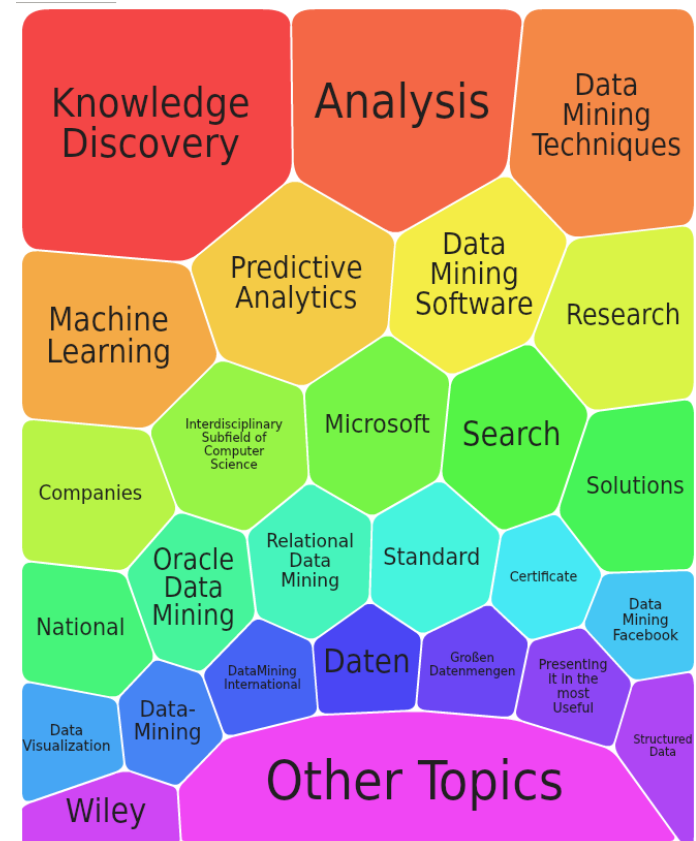 Knowledge
Discovery
Analysis
Data
Mining
Techniques
Predictive
Analytics
Data
Mining
Software
Machine
Learning
Research
Interdisciplinary
Subfield of
Computer
Science
Microsoft
Search
Companies
Solutions
Oracle
Data
Mining
Relational
Data
Mining
Standard
Certificate
National
Data
Mining
Facebook
DataMining
International
Daten
Großen
Datenmengen
Presenting
It In the
most
Useful
Data
Visualization
Data-
Mining
Structured
Data
Other Topics
Wiley